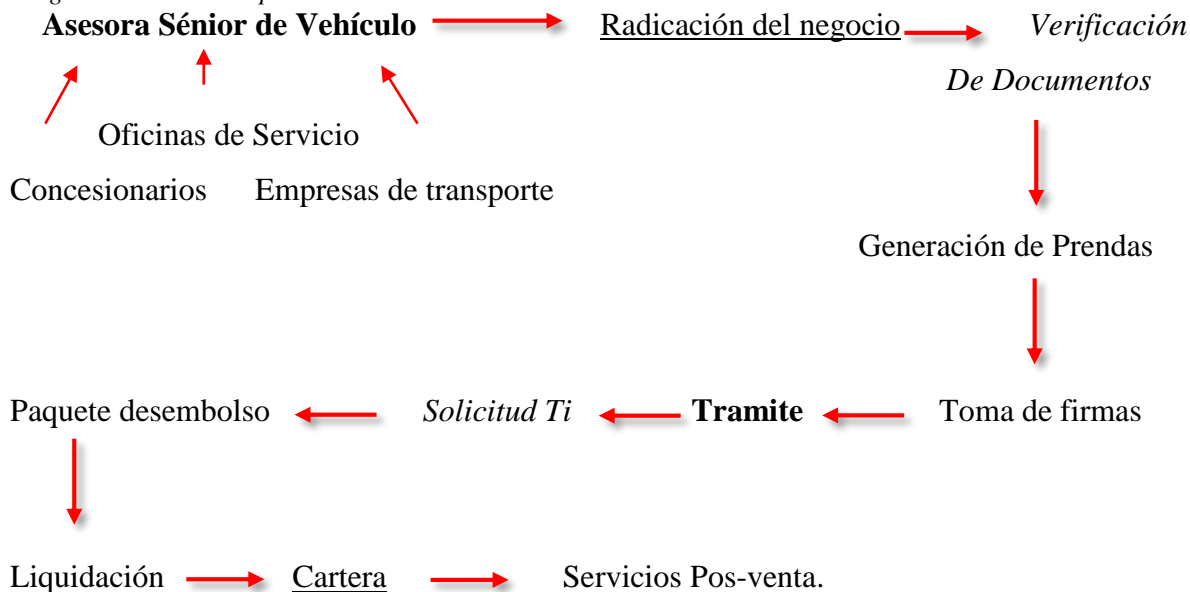 Asesora Sénior de Vehículo Radicación del negocio Verificación
De Documentos
Oficinas de Servicio
Concesionarios Empresas de transporte
Generación de Prendas
Paquete desembolso Solicitud Ti Tramite Toma de firmas
Liquidación Cartera Servicios Pos-venta.